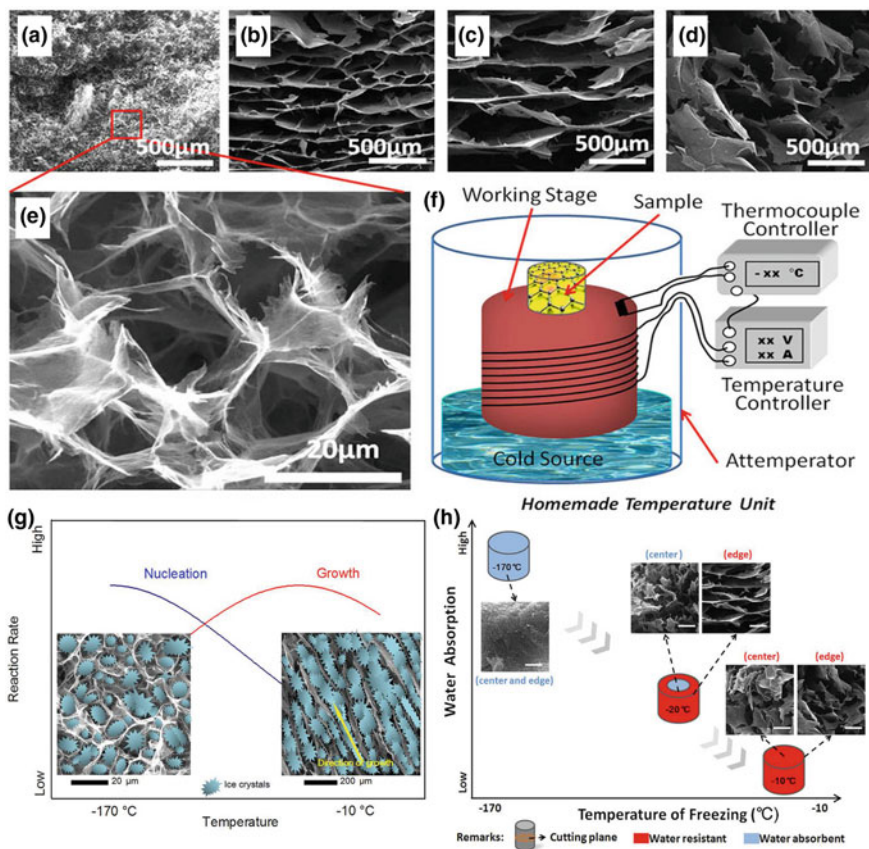 (a)
(b)
(c)
(d)
500µm
500µm
500µm
500µm
(e)
20µm
(f)
Working Stage
Sample
Thermocouple
Controller
- xx °C
xx V
xx A
Temperature
Controller
Cold Source
Attemperator
Homemade Temperature Unit
(g)
High
Reaction Rate
Low
Nucleation
Growth
Direction of growth
20 µm
Ice crystals
200 µm
-170 °C
Temperature
-10 °C
(h)
High
Water Absorption
Low
-170℃
(center and edge)
(center)
(edge)
-20℃
(center)
(edge)
-10℃
-170
Temperature of Freezing (℃)
-10
Remarks:
Cutting plane
Water resistant
Water absorbent